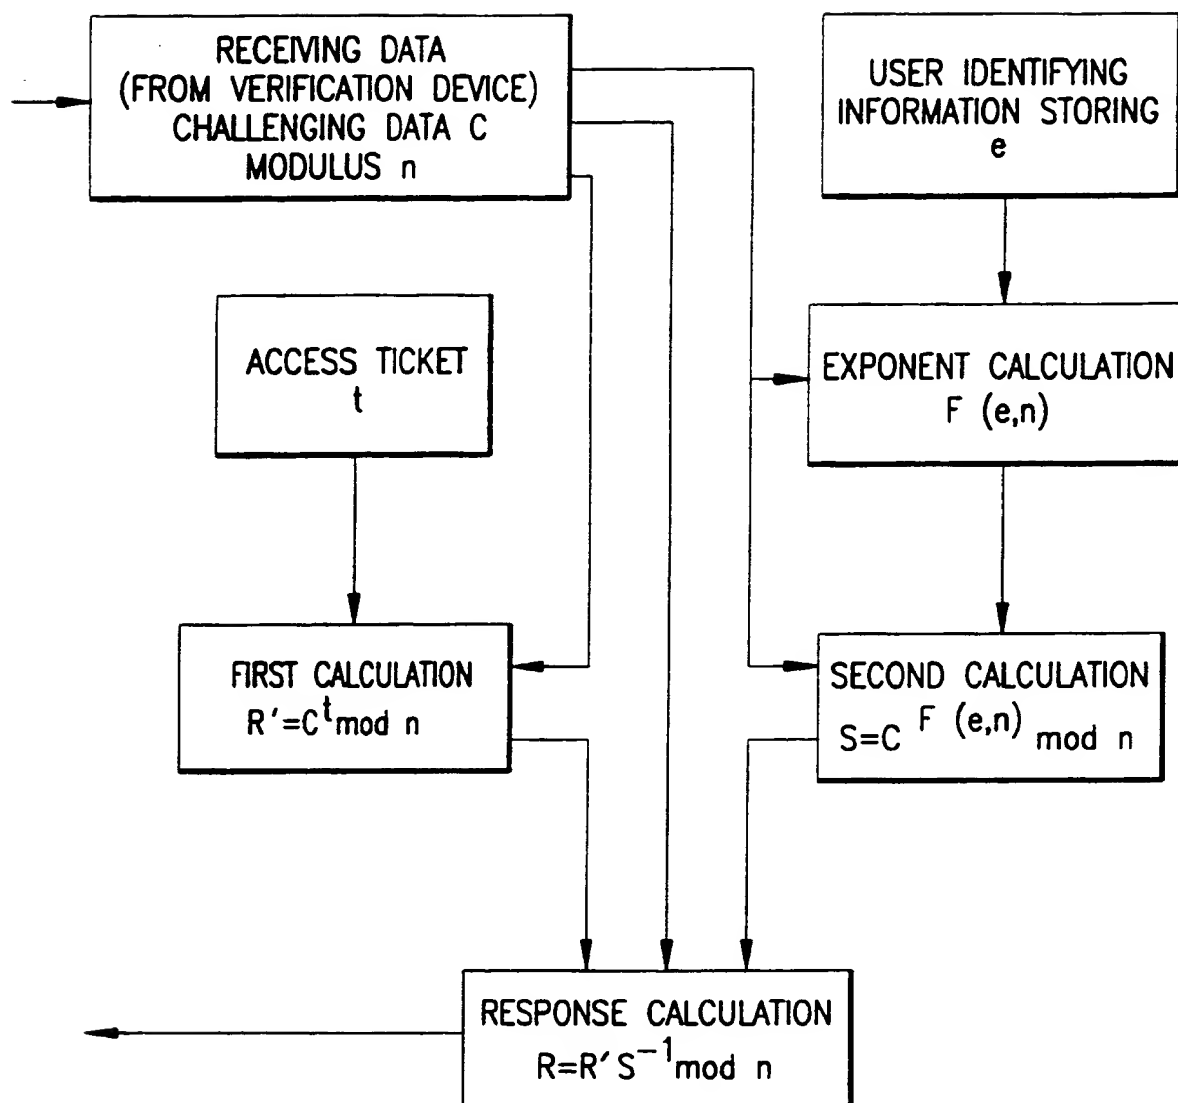 RECEIVING DATA
(FROM VERIFICATION DEVICE)
CHALLENGING DATA C
MODULUS n
USER IDENTIFYING
INFORMATION STORING
e
ACCESS TICKET
t
EXPONENT CALCULATION
F (e,n)
FIRST CALCULATION
R'=C^t mod n
SECOND CALCULATION
S=C^F (e,n) mod n
RESPONSE CALCULATION
R=R'S^-1 mod n